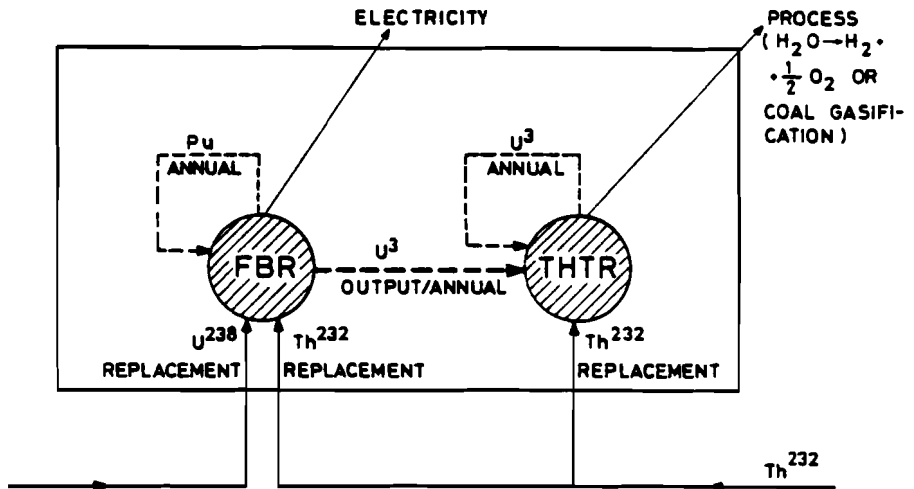 ELECTRICITY
PROCESS
( H₂O→H₂ +
+ ½ O₂ OR
COAL GASIFI-
CATION )
Pu
ANNUAL
U³
ANNUAL
FBR
U³
OUTPUT/ANNUAL
THTR
U²³⁸
REPLACEMENT
Th²³²
REPLACEMENT
Th²³²
REPLACEMENT
Th²³²